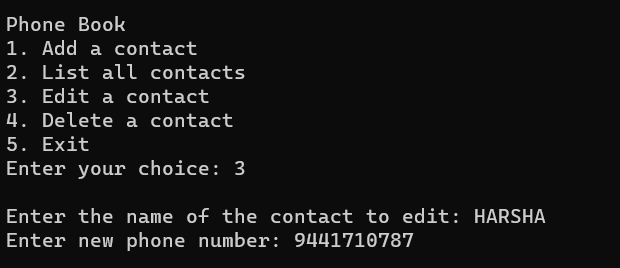 Phone Book
1. Add a contact
2. List all contacts
3. Edit a contact
4. Delete a contact
5. Exit
Enter your choice: 3
Enter the name of the contact to edit: HARSHA
Enter new phone number: 9441710787